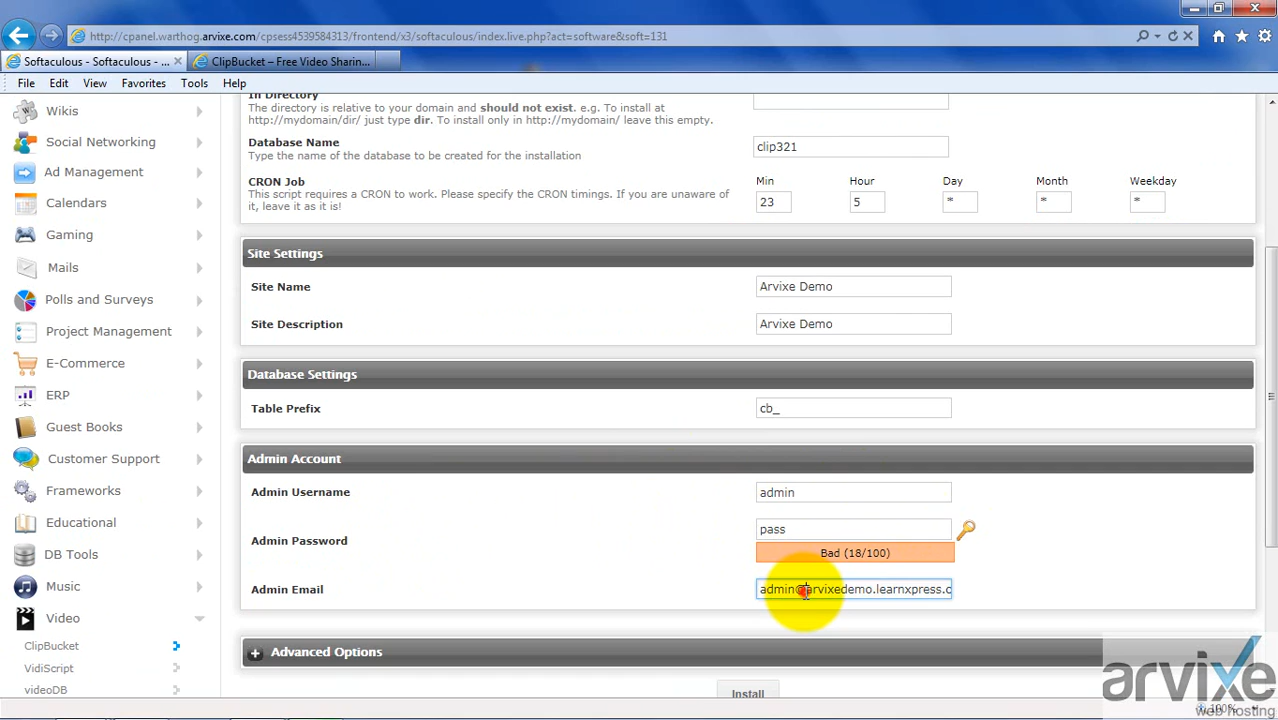 http://cpanel.warthog.arvixe.com/cpsess4539584313/frontend/x3/softaculous/index.live.php?act=software&soft=131
Softaculous - Softaculous - ... ×
ClipBucket – Free Video Sharin...
File Edit View Favorites Tools Help
Wikis
Social Networking
Ad Management
Calendars
Gaming
Mails
Polls and Surveys
Project Management
E-Commerce
ERP
Guest Books
Customer Support
Frameworks
Educational
DB Tools
Music
Video
ClipBucket
VidiScript
videoDB
In Directory
The directory is relative to your domain and should not exist. e.g. To install at
http://mydomain/dir/ just type dir. To install only in http://mydomain/ leave this empty.
Database Name
clip321
Type the name of the database to be created for the installation
CRON Job
Min Hour Day Month Weekday
This script requires a CRON to work. Please specify the CRON timings. If you are unaware of
it, leave it as it is!
23 5 * * *
Site Settings
Site Name Arvixe Demo
Site Description Arvixe Demo
Database Settings
Table Prefix cb_
Admin Account
Admin Username admin
Admin Password pass
Bad (18/100)
Admin Email admin@arvixedemo.learnxpress.c
+ Advanced Options
Install
arvixe
web hosting
100%